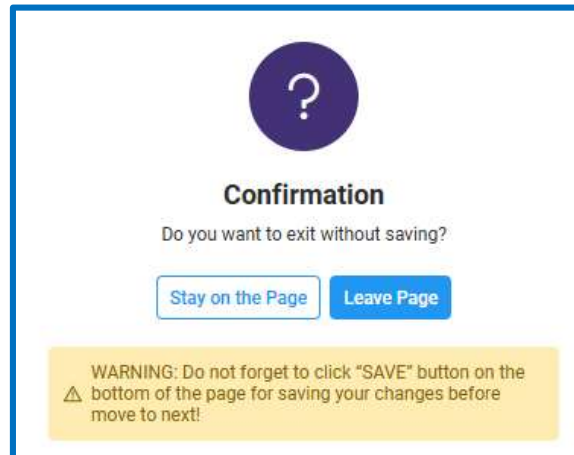 ?
Confirmation
Do you want to exit without saving?
Stay on the Page
Leave Page
WARNING: Do not forget to click “SAVE” button on the
bottom of the page for saving your changes before
move to next!